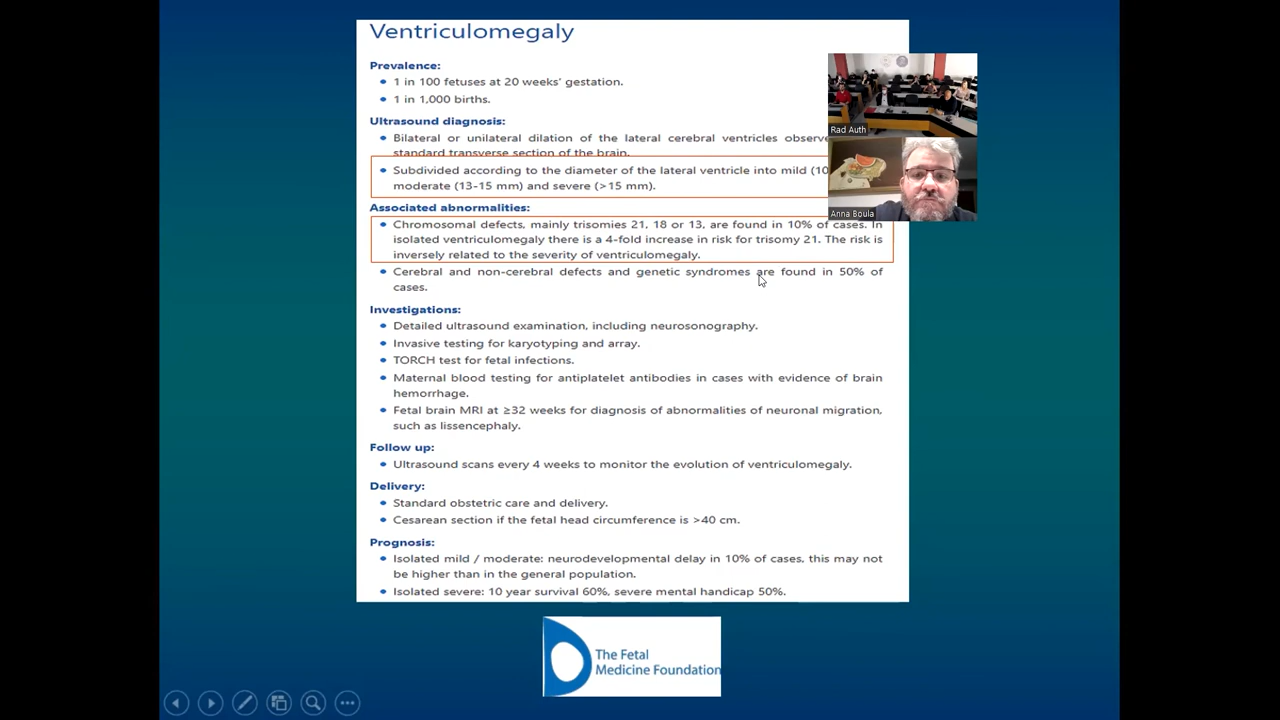 Ventriculomegaly
Prevalence:
1 in 100 fetuses at 20 weeks' gestation.
1 in 1,000 births.
Ultrasound diagnosis:
Bilateral or unilateral dilation of the lateral cerebral ventricles
standard transverse section of the brain.
Subdivided according to the diameter of the lateral ventricle into mild (10
moderate (13-15 mm) and severe (>15 mm).
Associated abnormalities:
Chromosomal defects, mainly trisomies 21, 18 or 13, are found in 10% of cases. In
isolated ventriculomegaly there is a 4-fold increase in risk for trisomy 21. The risk is
inversely related to the severity of ventriculomegaly.
Cerebral and non-cerebral defects and genetic syndromes are found in 50% of
cases.
Investigations:
Detailed ultrasound examination, including neurosonography.
Invasive testing for karyotyping and array.
TORCH test for fetal infections.
Maternal blood testing for antiplatelet antibodies in cases with evidence of brain
hemorrhage.
Fetal brain MRI at ≥32 weeks for diagnosis of abnormalities of neuronal migration,
such as lissencephaly.
Follow up:
Ultrasound scans every 4 weeks to monitor the evolution of ventriculomegaly.
Delivery:
Standard obstetric care and delivery.
Cesarean section if the fetal head circumference is >40 cm.
Prognosis:
Isolated mild / moderate: neurodevelopmental delay in 10% of cases, this may not
be higher than in the general population.
Isolated severe: 10 year survival 60%, severe mental handicap 50%.
The Fetal
Medicine Foundation
Rad Auth
Anna Boula